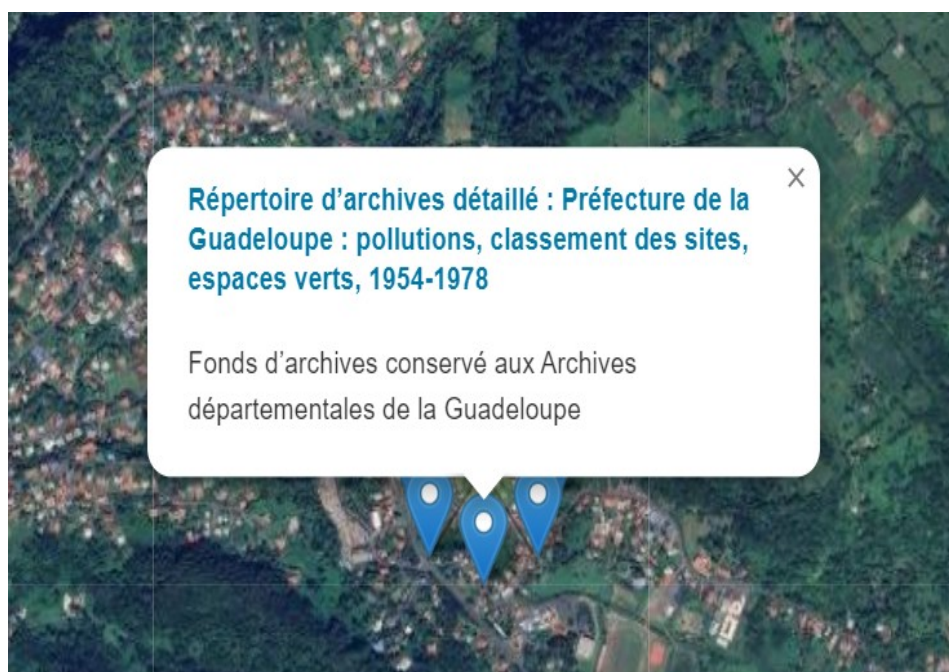 Répertoire d’archives détaillé : Préfecture de la
Guadeloupe : pollutions, classement des sites,
espaces verts, 1954-1978
Fonds d’archives conservé aux Archives
départementales de la Guadeloupe